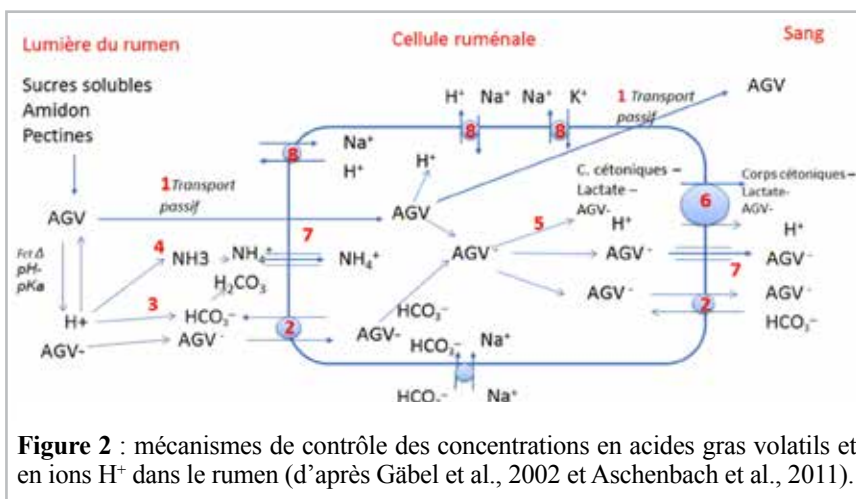 Lumière du rumen
Cellule ruménale
Sang
Sucres solubles
Amidon
Pectines
H⁺ Na⁺ Na⁺ K⁺
1 Transport passif
AGV
8 8
8
Na⁺
H⁺
H⁺
1 Transport passif
C. cétoniques –
Lactate –
AGV-
Corps cétoniques –
Lactate-
AGV-
6
AGV
AGV
5
H⁺
H⁺
Fct Δ
pH-
pKa
4
NH3
NH₄⁺
7
NH₄⁺
AGV⁻
AGV⁻
AGV⁻
7
H₂CO₃
3
H+
HCO₃⁻
HCO₃⁻
AGV⁻
AGV⁻
2
2
AGV-
AGV⁻
AGV-
HCO₃⁻
HCO₃⁻
Na⁺
HCO₃⁻
Na⁺
Figure 2 : mécanismes de contrôle des concentrations en acides gras volatils et
en ions H⁺ dans le rumen (d’après Gäbel et al., 2002 et Aschenbach et al., 2011).